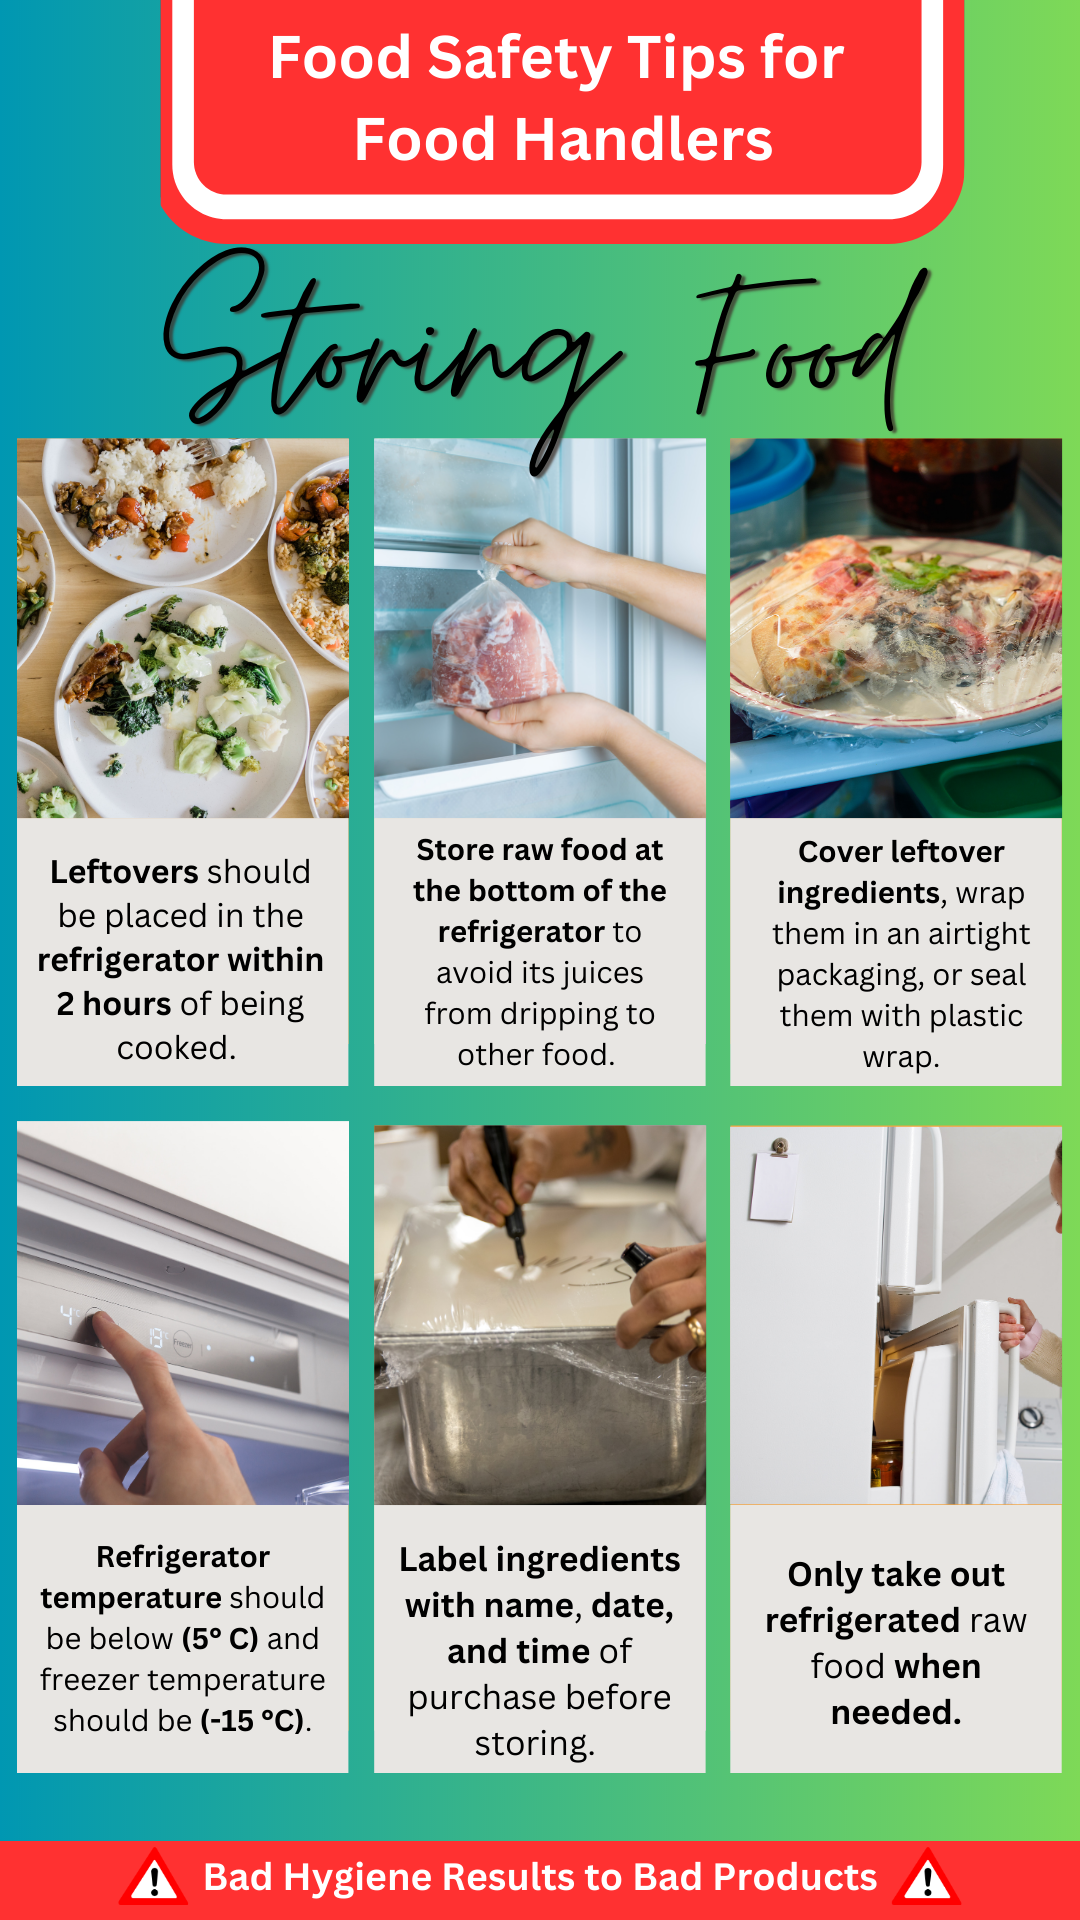 Food Safety Tips for
Food Handlers
Storing Food
Leftovers should
be placed in the
refrigerator within
2 hours of being
cooked.
Store raw food at
the bottom of the
refrigerator to
avoid its juices
from dripping to
other food.
Cover leftover
ingredients, wrap
them in an airtight
packaging, or seal
them with plastic
wrap.
4°
19°
Freezer
Refrigerator
temperature should
be below (5° C) and
freezer temperature
should be (-15 °C).
Label ingredients
with name, date,
and time of
purchase before
storing.
Only take out
refrigerated raw
food when
needed.
Bad Hygiene Results to Bad Products